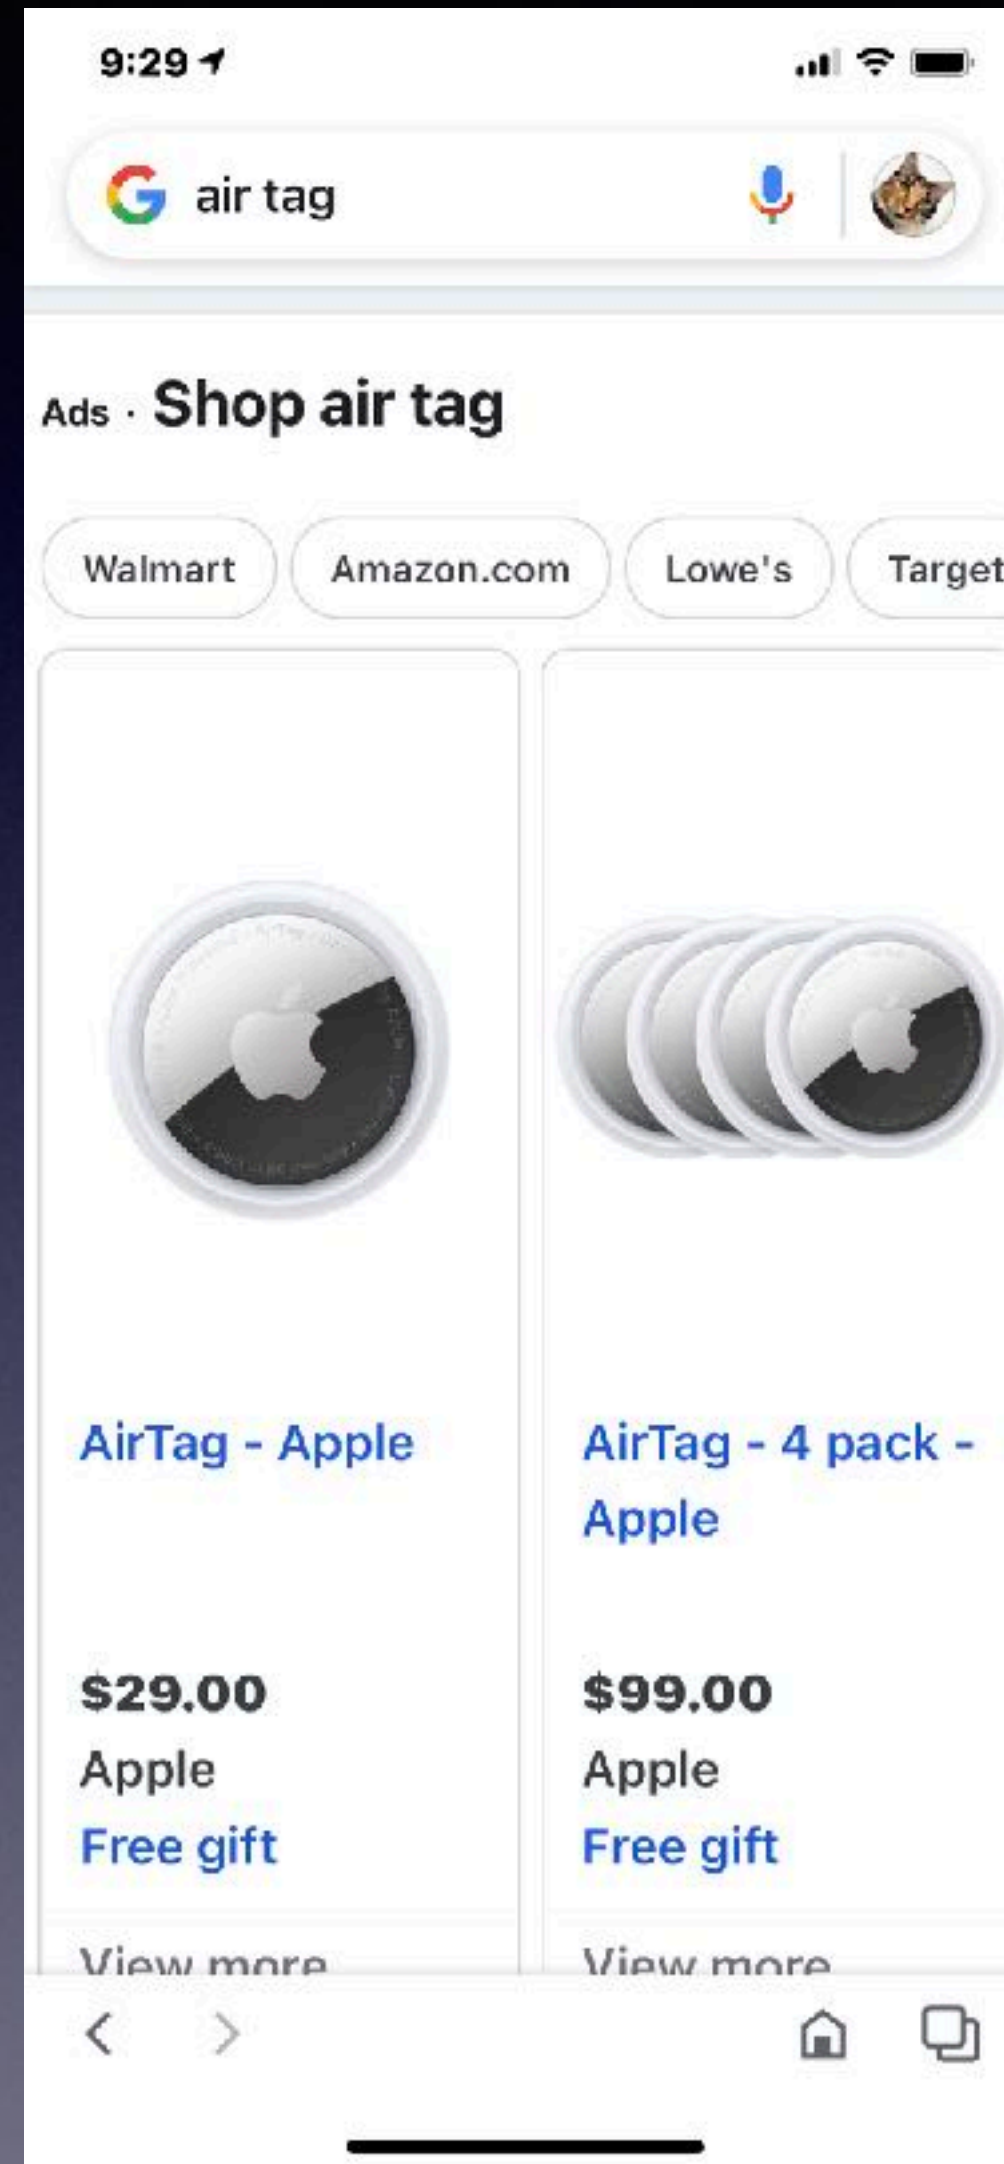 9:29
air tag
Ads · Shop air tag
Walmart Amazon.com Lowe's Target
AirTag - Apple
AirTag - 4 pack -
Apple
$29.00 $99.00
Apple Apple
Free gift Free gift
View more View more